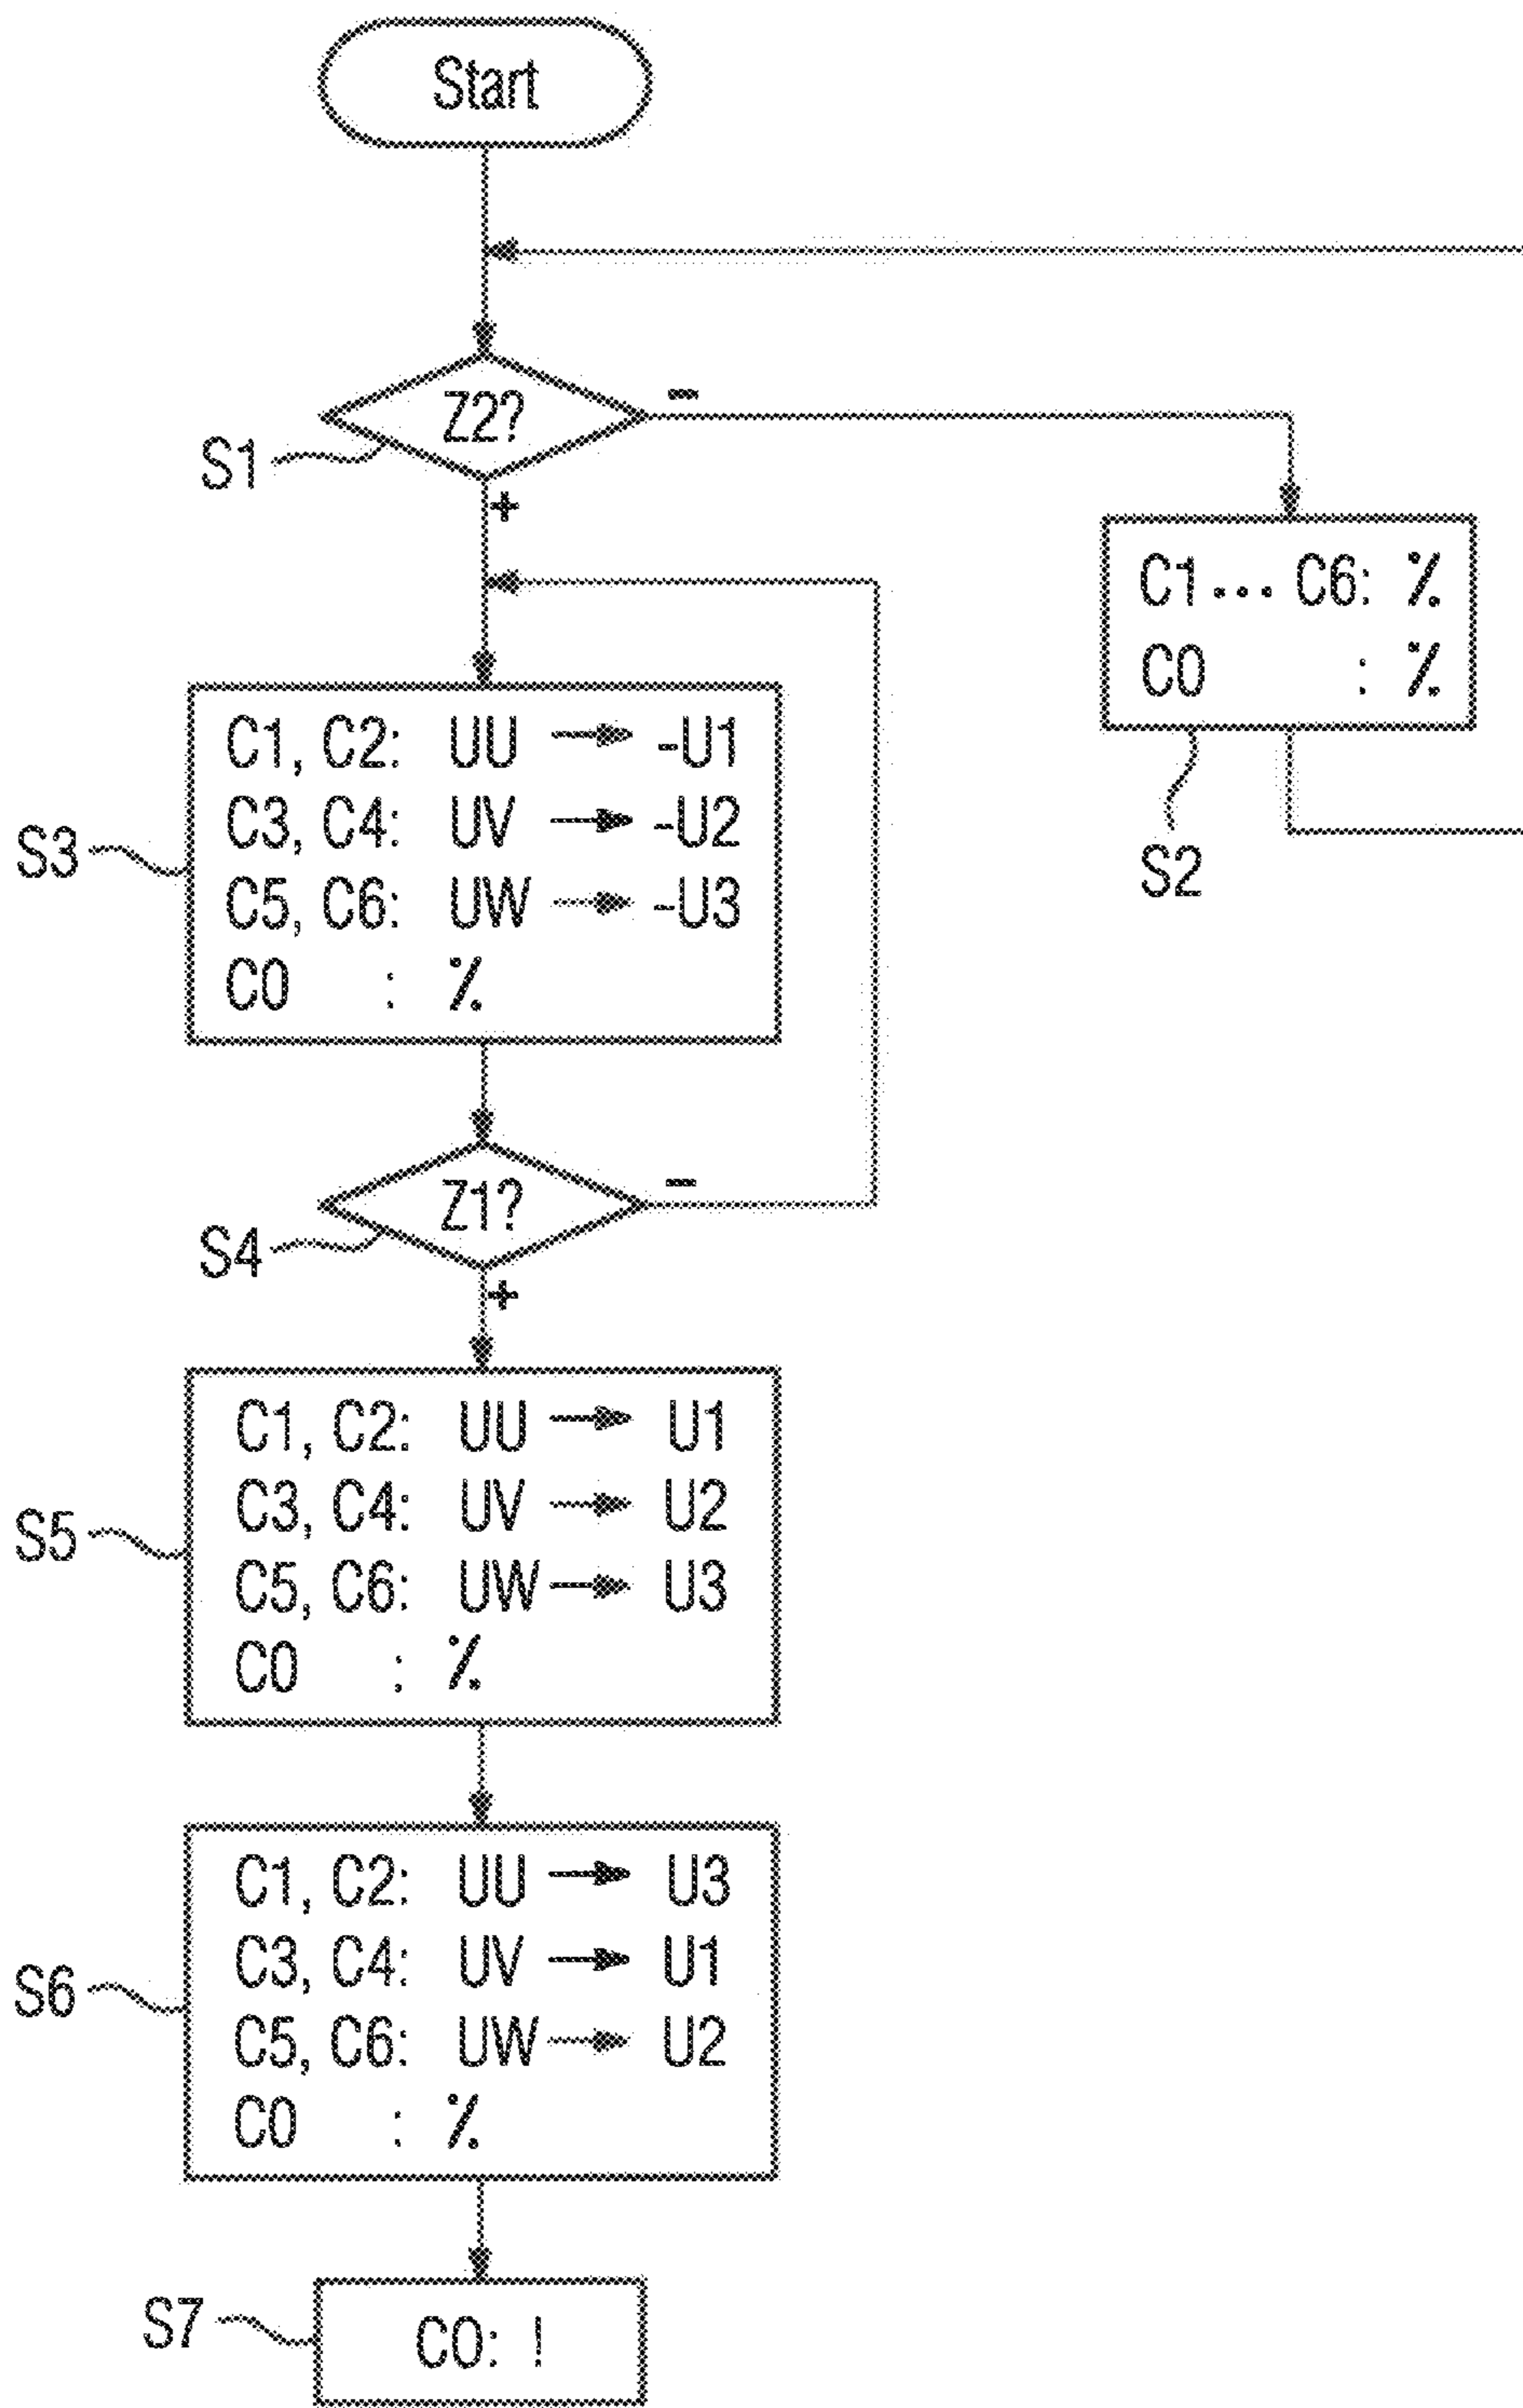 Start
Z2?
-
S1
+
C1... C6: %
C0 : %
S2
C1, C2: UU → -U1
C3, C4: UV → -U2
C5, C6: UW → -U3
C0 : %
S3
Z1?
-
S4
+
C1, C2: UU → U1
C3, C4: UV → U2
C5, C6: UW → U3
C0 : %
S5
C1, C2: UU → U3
C3, C4: UV → U1
C5, C6: UW → U2
C0 : %
S6
S7
C0: !